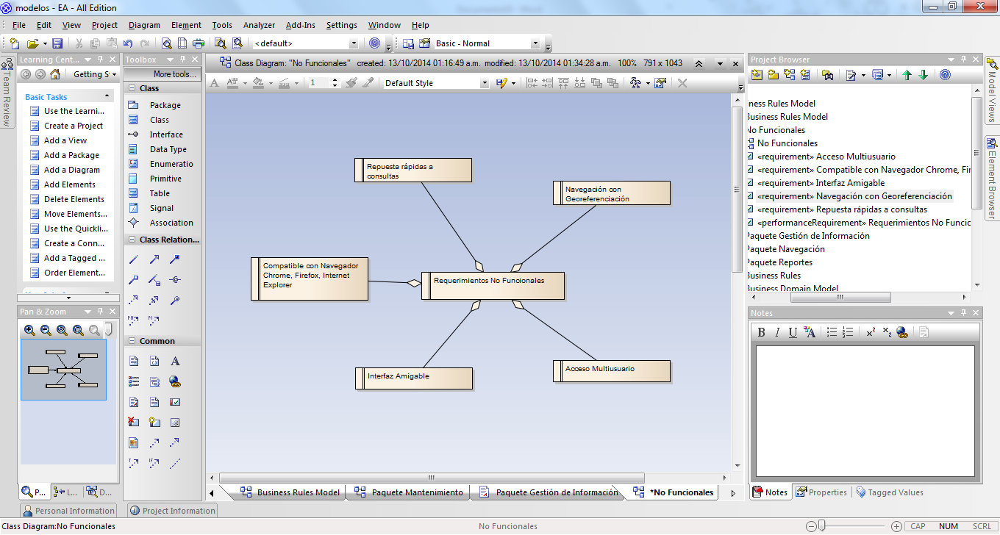 modelos - EA - All Edition
File Edit View Project Diagram Element Tools Analyzer Add-Ins Settings Window Help
<default>
Basic - Normal
Team Review
Learning Cent...
Getting S
Basic Tasks
Use the Learni...
Create a Project
Add a View
Add a Package
Add a Diagram
Add Elements
Delete Elements
Move Elements...
Use the Quickli...
Create a Conn...
Add a Tagged ...
Order Element...
Pan & Zoom
P...
L...
D...
Toolbox
More tools...
Class
Package
Class
Interface
Data Type
Enumeratio
Primitive
Table
Signal
Association
Class Relation...
Common
Class Diagram: "No Funcionales" created: 13/10/2014 01:16:49 a.m. modified: 13/10/2014 01:34:28 a.m. 100% 791 x 1043
1
Default Style
Repuesta rápidas a
consultas
Navegación con
Georeferenciación
Compatible con Navegador
Chrome, Firefox, Internet
Explorer
Requerimientos No Funcionales
Interfaz Amigable
Acceso Multiusuario
Business Rules Model
Paquete Mantenimiento
Paquete Gestión de Información
*No Funcionales
Project Browser
iness Rules Model
Business Rules Model
No Funcionales
No Funcionales
«requirement» Acceso Multiusuario
«requirement» Compatible con Navegador Chrome, Fir
«requirement» Interfaz Amigable
«requirement» Navegación con Georeferenciación
«requirement» Repuesta rápidas a consultas
«performanceRequirement» Requerimientos No Funcio
Paquete Gestión de Información
Paquete Navegación
Paquete Reportes
Business Rules
Business Domain Model
Notes
B I U A
Notes
Properties
Tagged Values
Model Views
Element Browser
Personal Information
Project Information
Class Diagram:No Funcionales
No Funcionales
CAP NUM SCRL